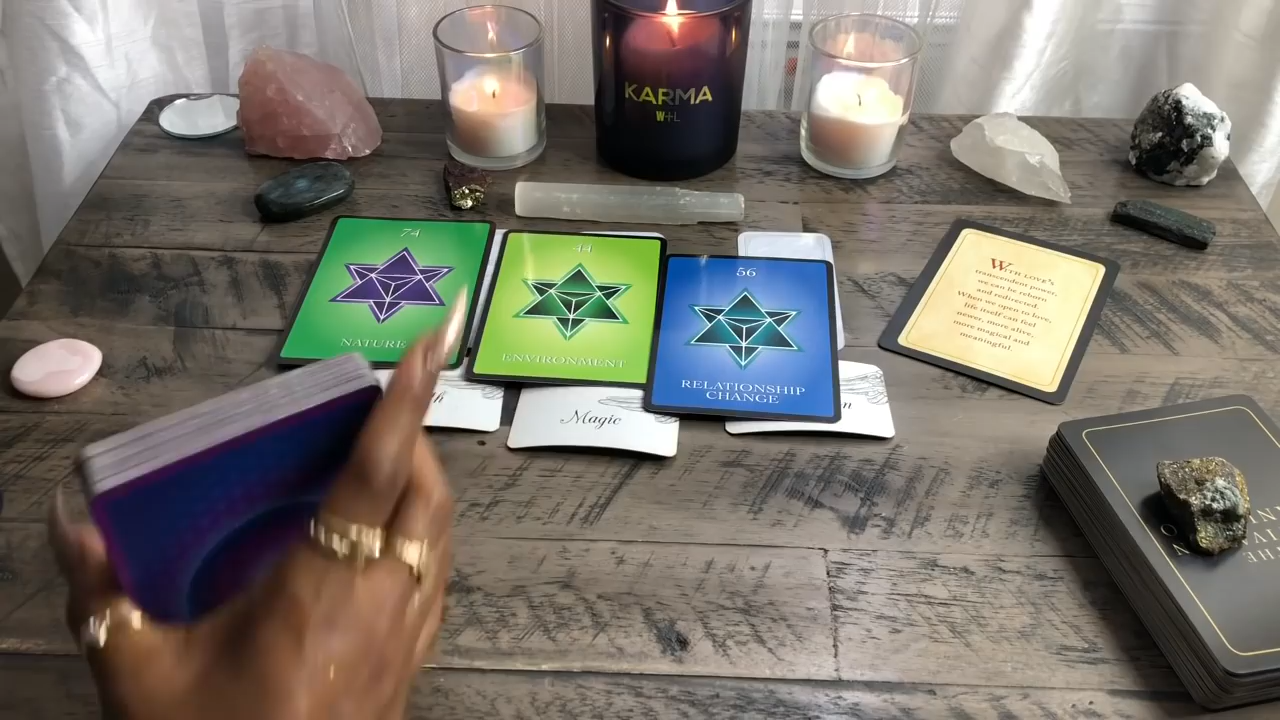 KARMA
W+L
74
NATURE
44
ENVIRONMENT
56
RELATIONSHIP
CHANGE
Magic
WITH LOVE'S
transcendent power,
we can be reborn
and redirected.
When we open to love,
life itself can feel
newer, more alive,
more magical and
meaningful.